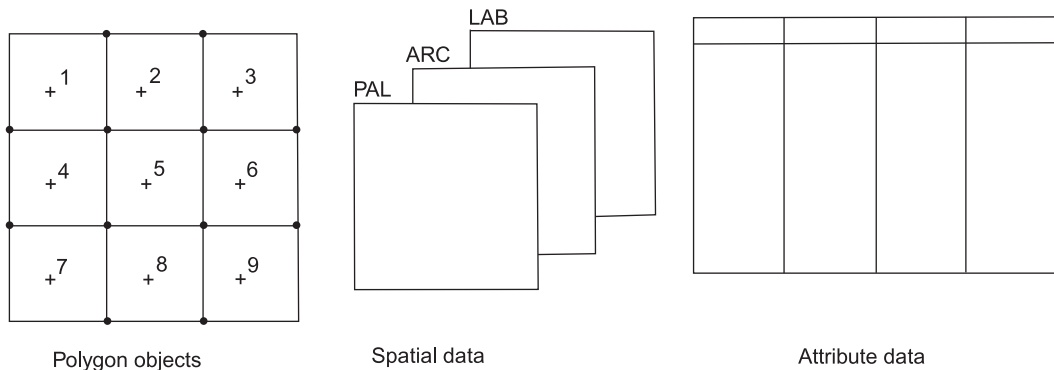 1 2 3
4 5 6
7 8 9
Polygon objects
LAB
ARC
PAL
Spatial data
Attribute data